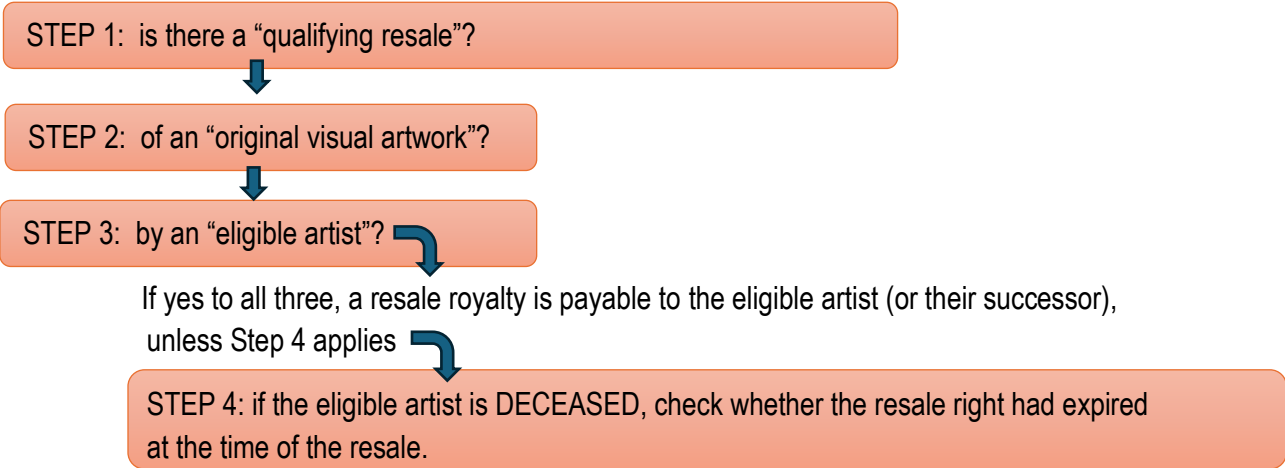 STEP 1:  is there a “qualifying resale”?
STEP 2:  of an “original visual artwork”?
STEP 3:  by an “eligible artist”?
If yes to all three, a resale royalty is payable to the eligible artist (or their successor),
unless Step 4 applies
STEP 4: if the eligible artist is DECEASED, check whether the resale right had expired
at the time of the resale.